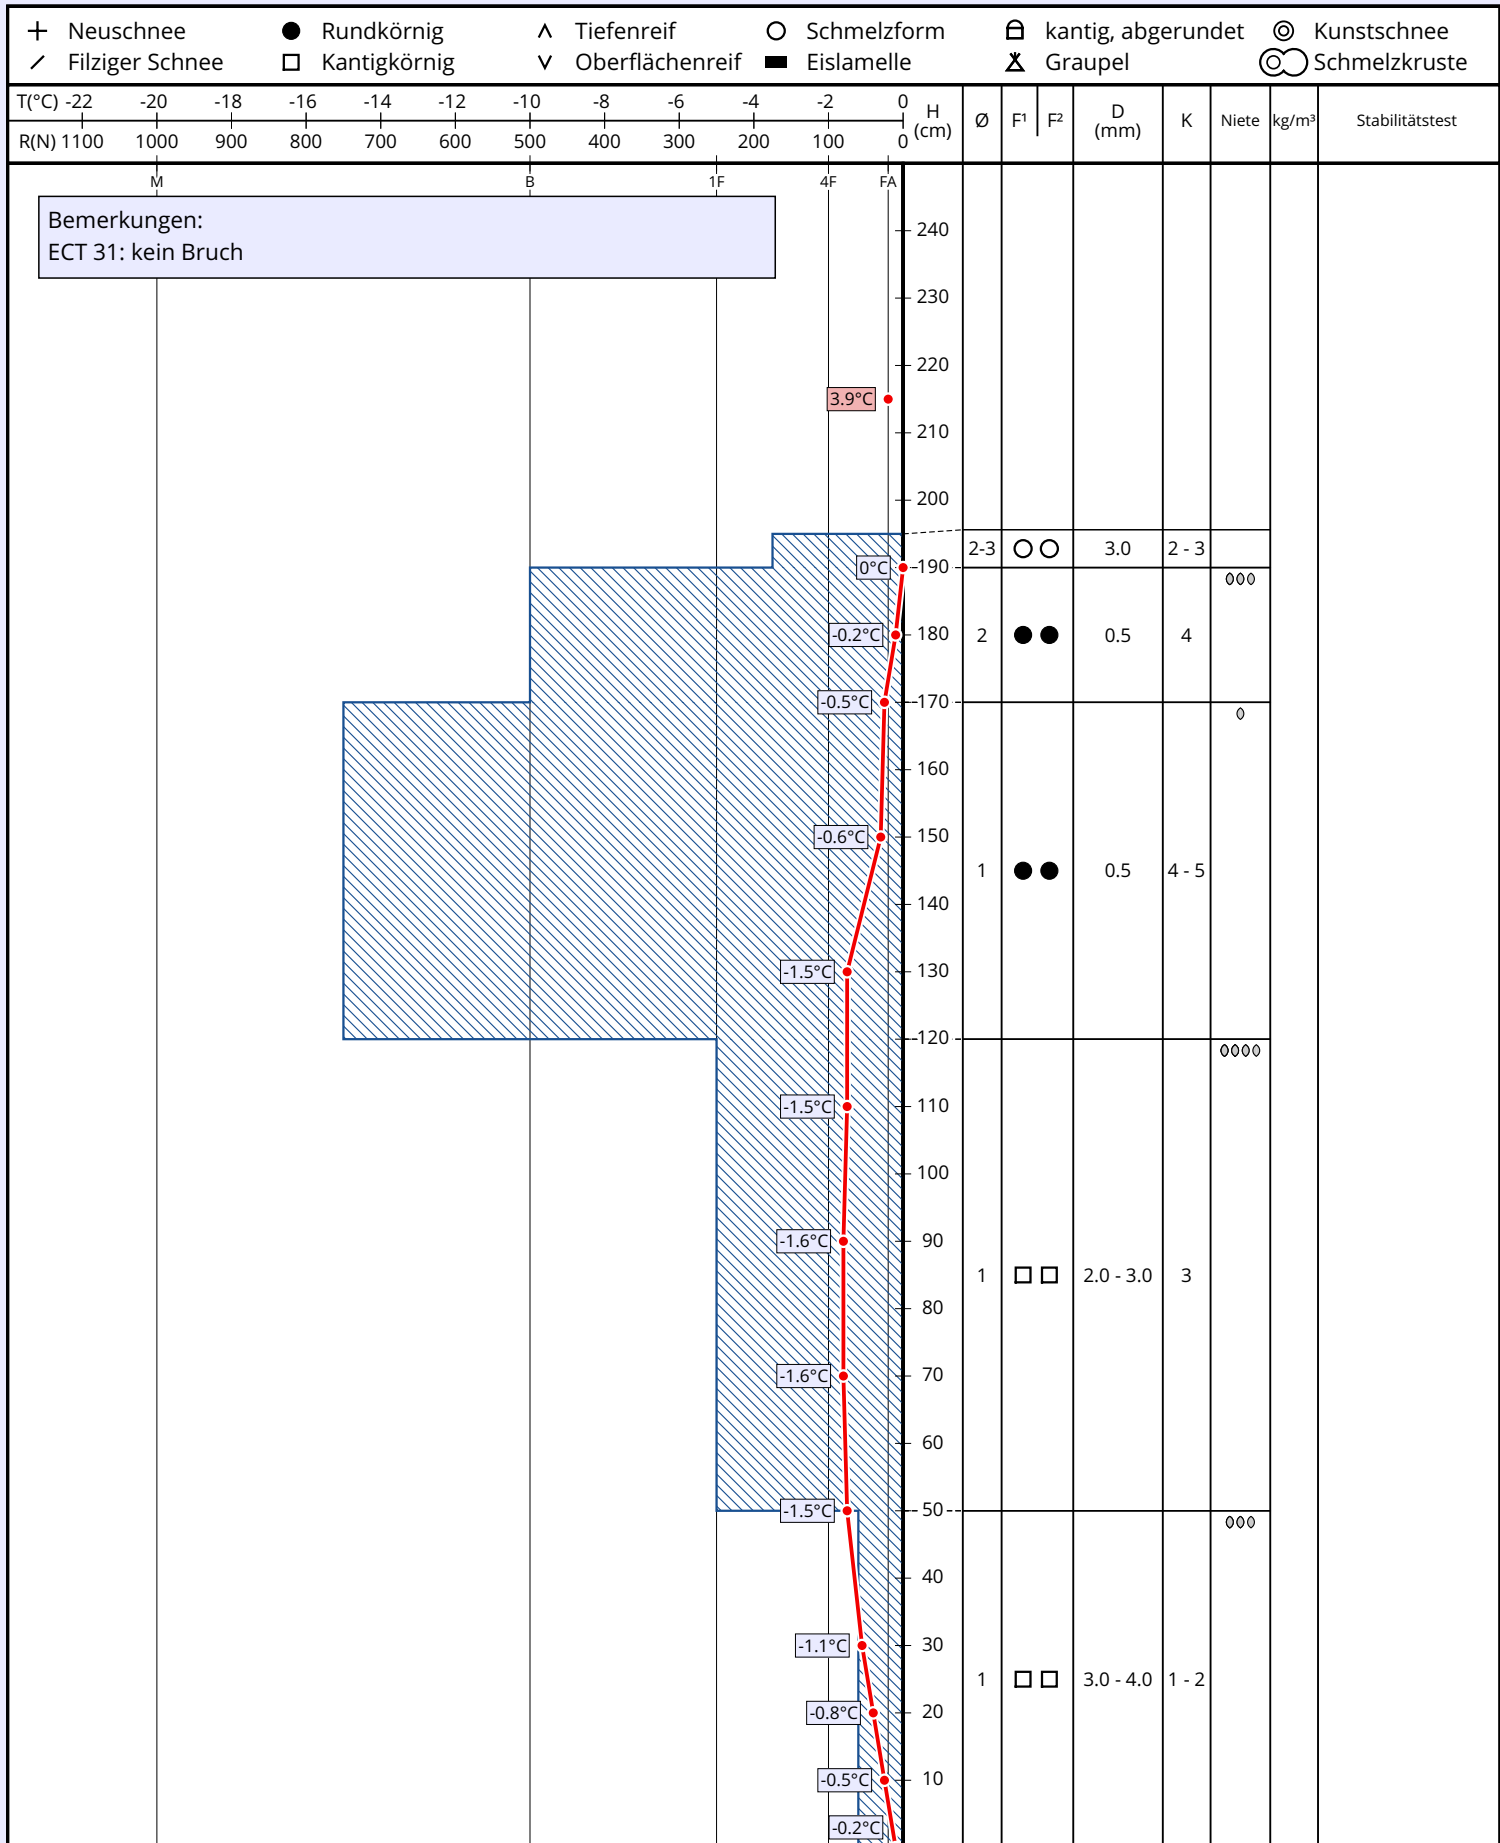 Neuschnee Rundkörnig Tiefenreif Schmelzform kantig, abgerundet Kunstschnee
Filziger Schnee Kantigkörnig Oberflächenreif Eislamelle Graupel Schmelzkruste
T(°C) -22 -20 -18 -16 -14 -12 -10 -8 -6 -4 -2 0
R(N) 1100 1000 900 800 700 600 500 400 300 200 100 0
H (cm) Ø F¹ F² D (mm) K Niete kg/m³ Stabilitätstest
M B 1F 4F FA
Bemerkungen:
ECT 31: kein Bruch
240
230
220
3.9°C
210
200
2-3 3.0 2 - 3
0°C 190
-0.2°C 180 2 0.5 4
-0.5°C 170
160
-0.6°C 150
1 0.5 4 - 5
140
-1.5°C 130
120
-1.5°C 110
100
-1.6°C 90
1 2.0 - 3.0 3
80
-1.6°C 70
60
-1.5°C 50
40
-1.1°C 30
1 3.0 - 4.0 1 - 2
-0.8°C 20
-0.5°C 10
-0.2°C